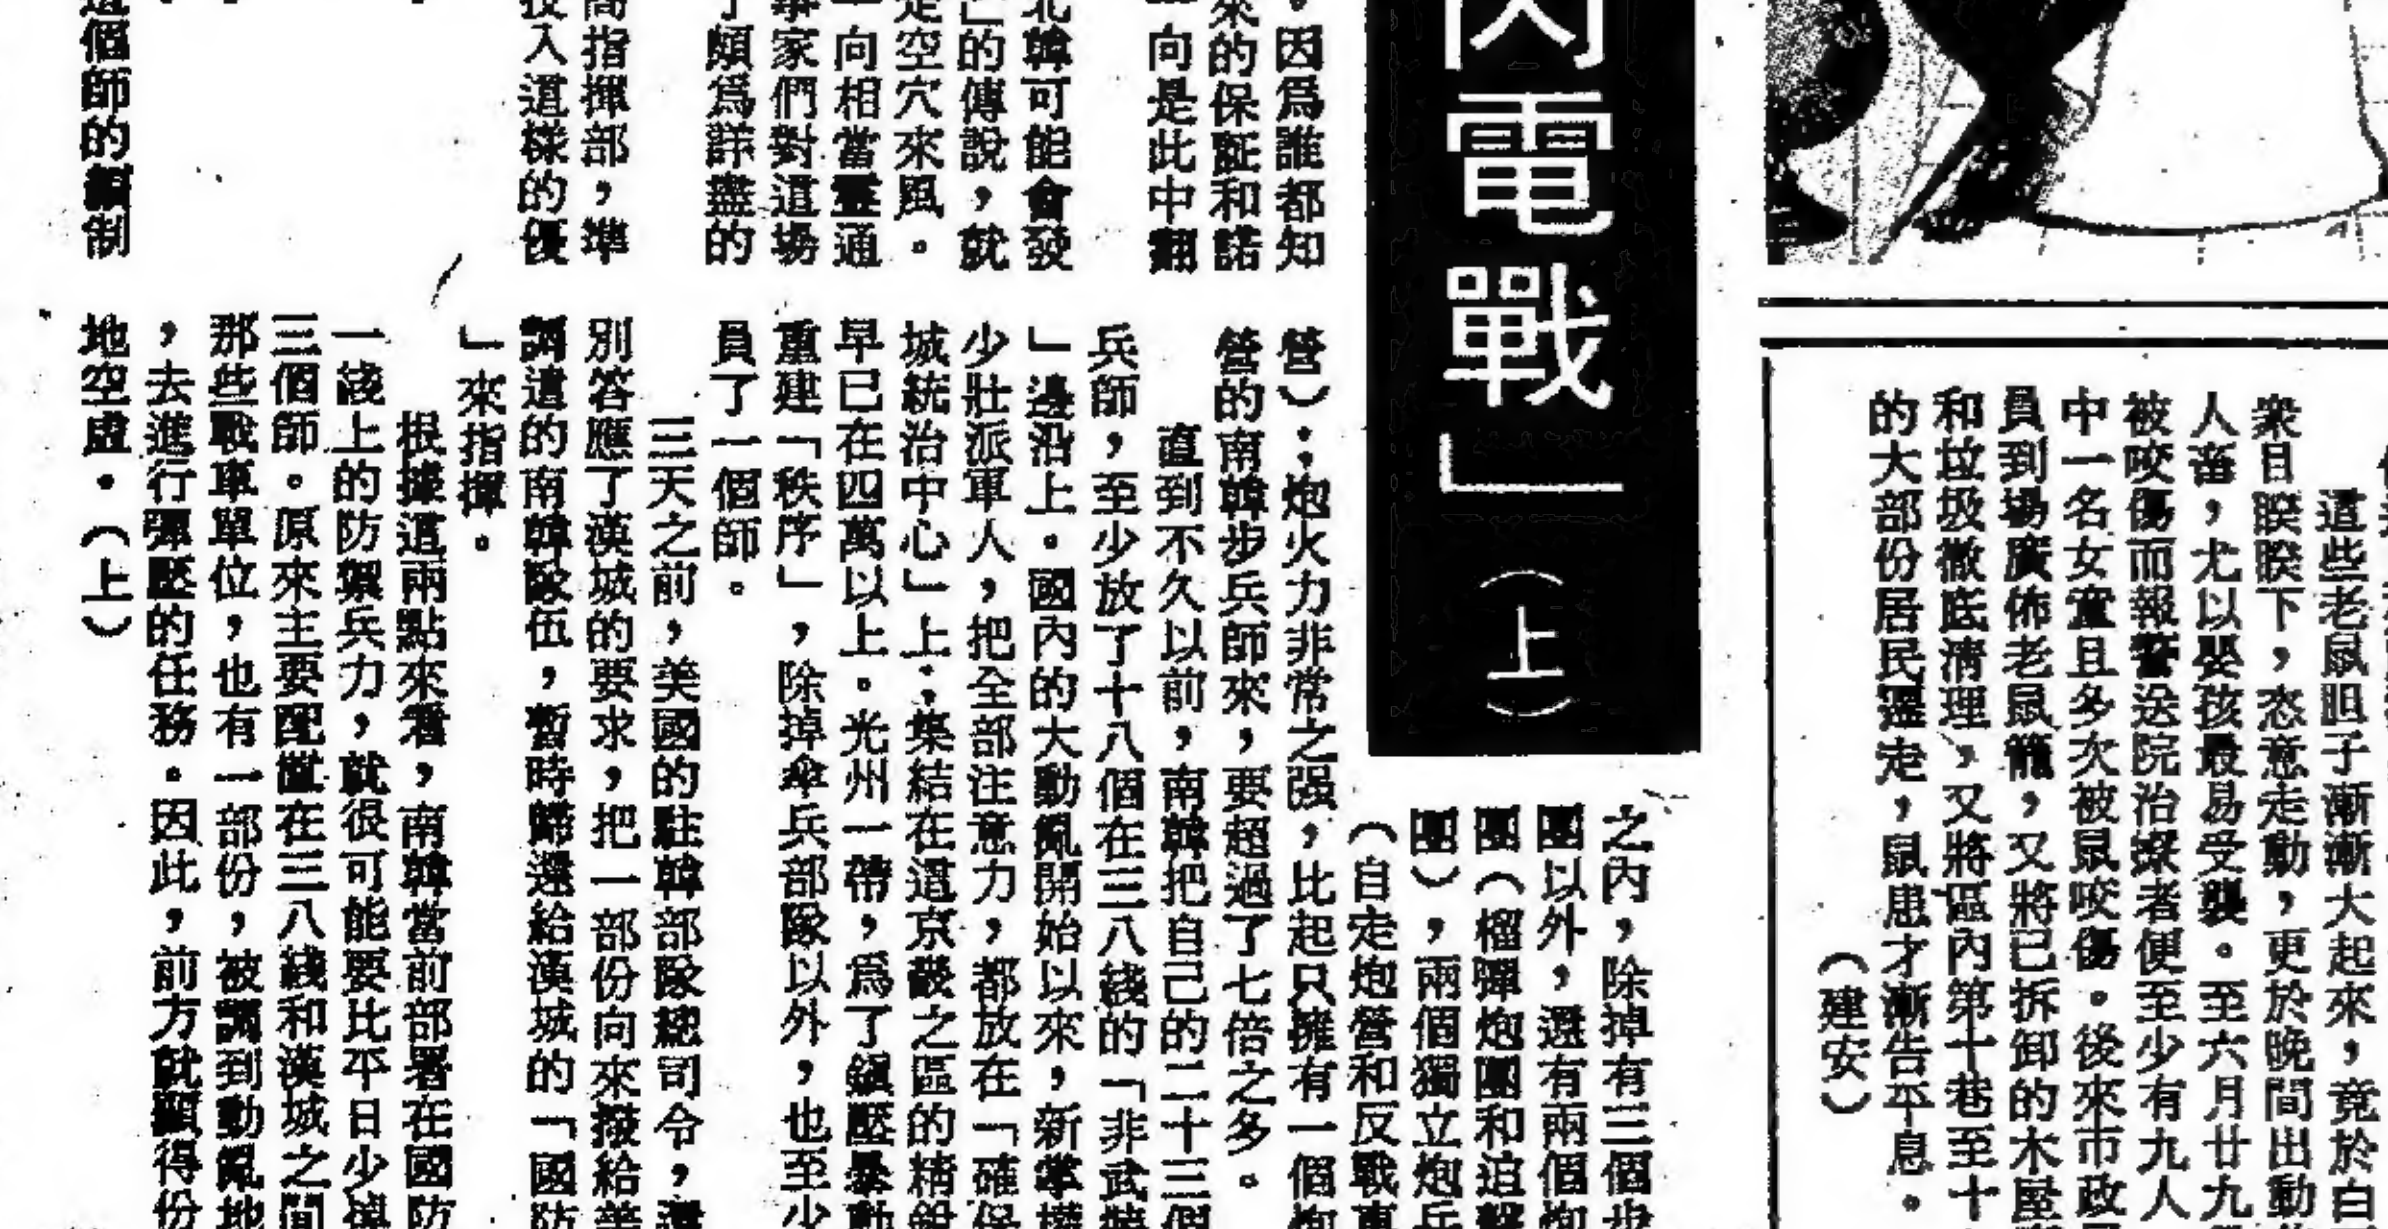 閃電戰」(上)
。因爲誰都知
來的保証和諾
向是此中翻
北韓可能會發
」的傳說，就
走空穴來風。
向相當靈通
事家們對這場
了頗爲詳盡的
高指揮部，準
投入這樣的優
這個師的編制
之內，除掉有三個步
團以外，還有兩個炮
團（榴彈炮團和迫擊
團），兩個獨立炮兵
（自走炮營和反戰車
營）；炮火力非常之强，比起只擁有一個炮
營的南韓步兵師來，要超過了七倍之多。
直到不久以前，南韓把自己的二十三個
兵師，至少放了十八個在三八綫的「非武裝
」邊沿上。國內的大動亂開始以來，新掌權
少壯派軍人，把全部注意力，都放在「確保
城統治中心」上；集結在這京畿之區的精銳
早已在四萬以上。光州一帶，爲了鎭壓暴動
重建「秩序」，除掉傘兵部隊以外，也至少
員了一個師。
三天之前，美國的駐韓部隊總司令，還
別答應了漢城的要求，把一部份向來撥給美
調遣的南韓隊伍，暫時歸還給漢城的「國防
」來指揮。
根據這兩點來看，南韓當前部署在國防
一綫上的防禦兵力，就很可能要比平日少掉
三個師。原來主要配置在三八綫和漢城之間
那些戰車單位，也有一部份，被調到動亂地
，去進行彈壓的任務。因此，前方就顯得份
地空虛。（上）
這些老鼠胆子漸漸大起來，竟於白
衆目睽睽下，恣意走動，更於晚間出動
人畜，尤以嬰孩最易受襲。至六月廿九
被咬傷而報警送院治療者便至少有九人
中一名女童且多次被鼠咬傷。後來市政
員到場廣佈老鼠籠，又將已拆卸的木屋
和垃圾徹底清理，又將區內第十巷至十
的大部份居民遷走，鼠患才漸告平息。
（建安）